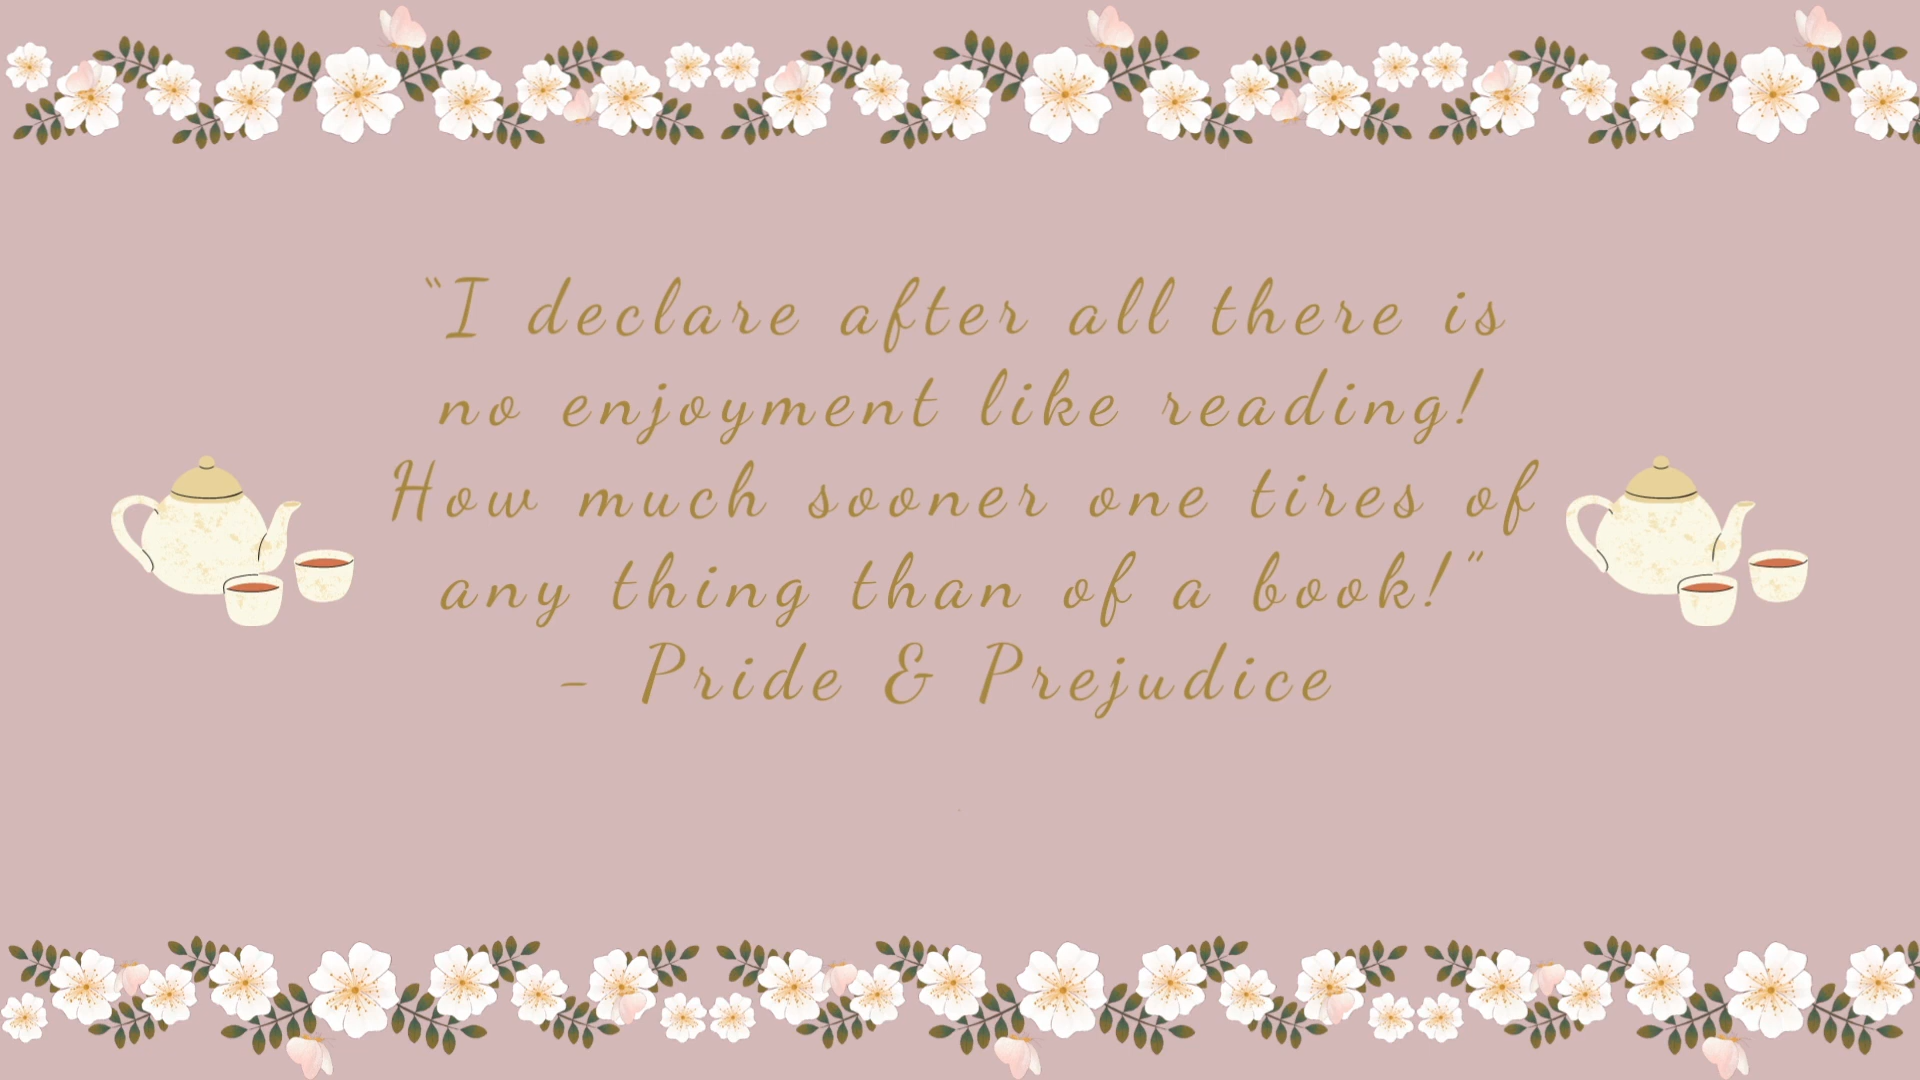 “I declare after all there is
no enjoyment like reading!
How much sooner one tires of
any thing than of a book!”
- Pride & Prejudice